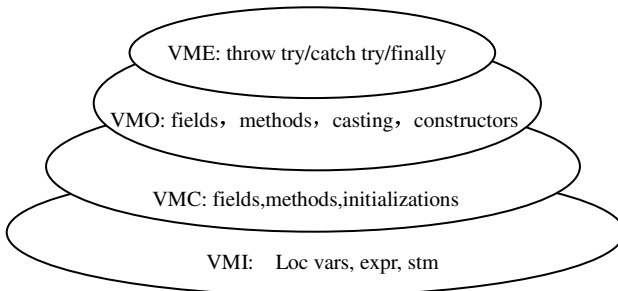 VME: throw try/catch try/finally
VMO: fields，methods，casting，constructors
VMC: fields,methods,initializations
VMI: Loc vars, expr, stm